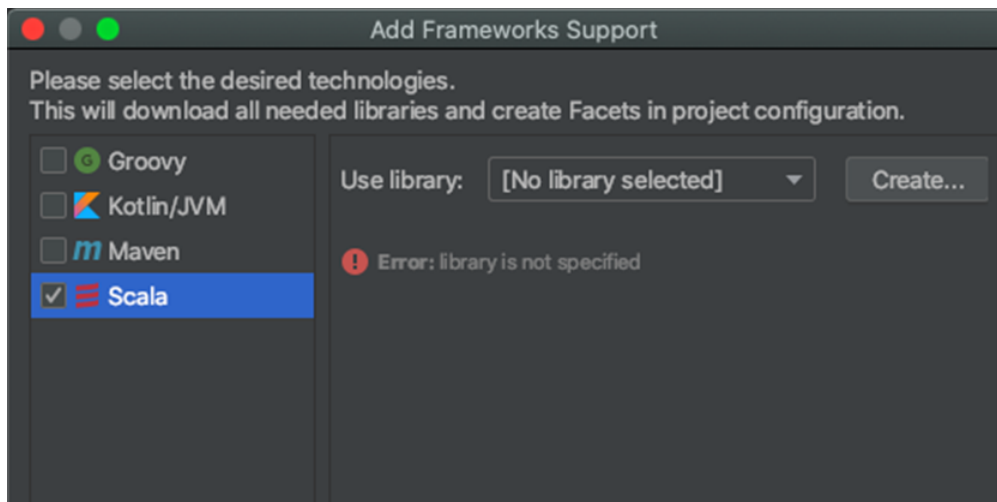 Add Frameworks Support
Please select the desired technologies.
This will download all needed libraries and create Facets in project configuration.
G Groovy
Kotlin/JVM
m Maven
Scala
Use library: [No library selected] Create...
! Error: library is not specified